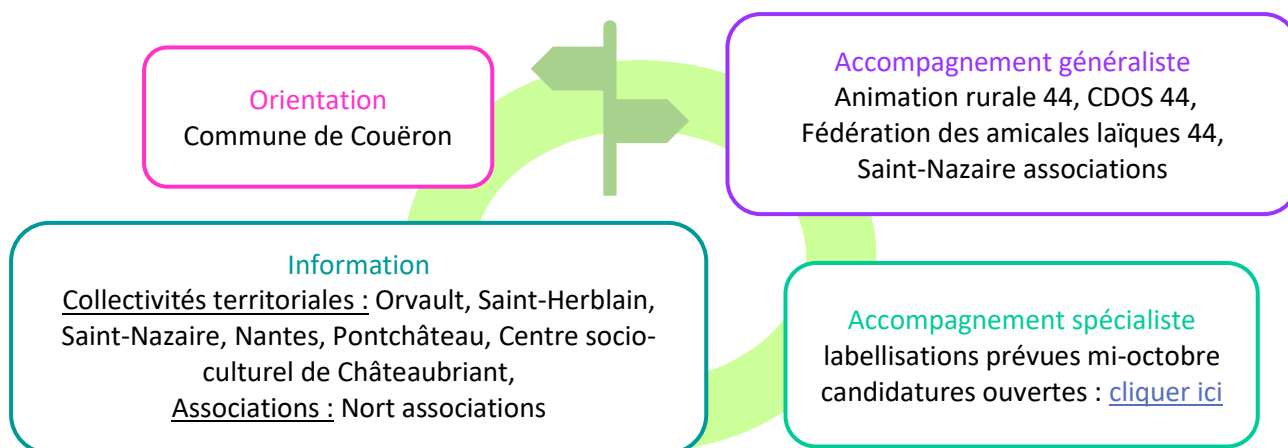 Orientation
Commune de Couëron
Accompagnement généraliste
Animation rurale 44, CDOS 44,
Fédération des amicales laïques 44,
Saint-Nazaire associations
Information
Collectivités territoriales : Orvault, Saint-Herblain,
Saint-Nazaire, Nantes, Pontchâteau, Centre socio-
culturel de Châteaubriant,
Associations : Nort associations
Accompagnement spécialiste
labellisations prévues mi-octobre
candidatures ouvertes : cliquer ici